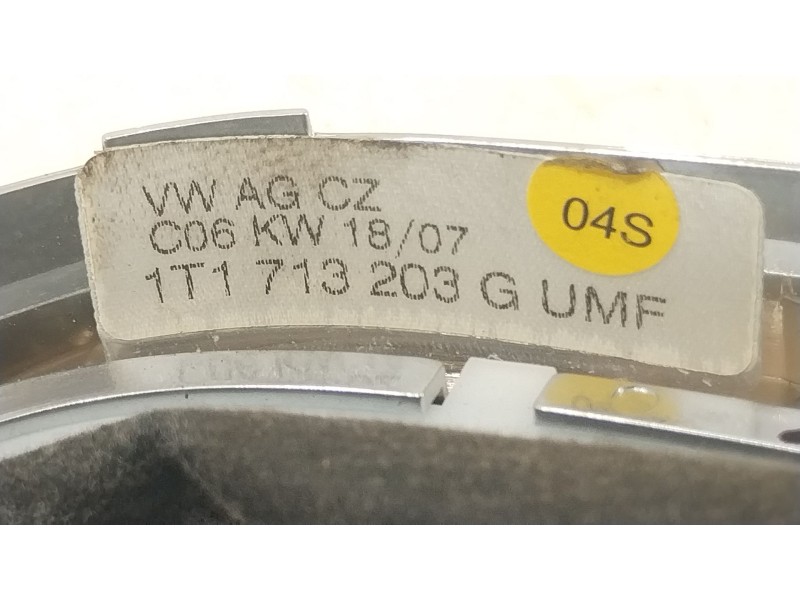 VW AG CZ
C06 KW 18/07
1T1 713 203 G UMF
04S